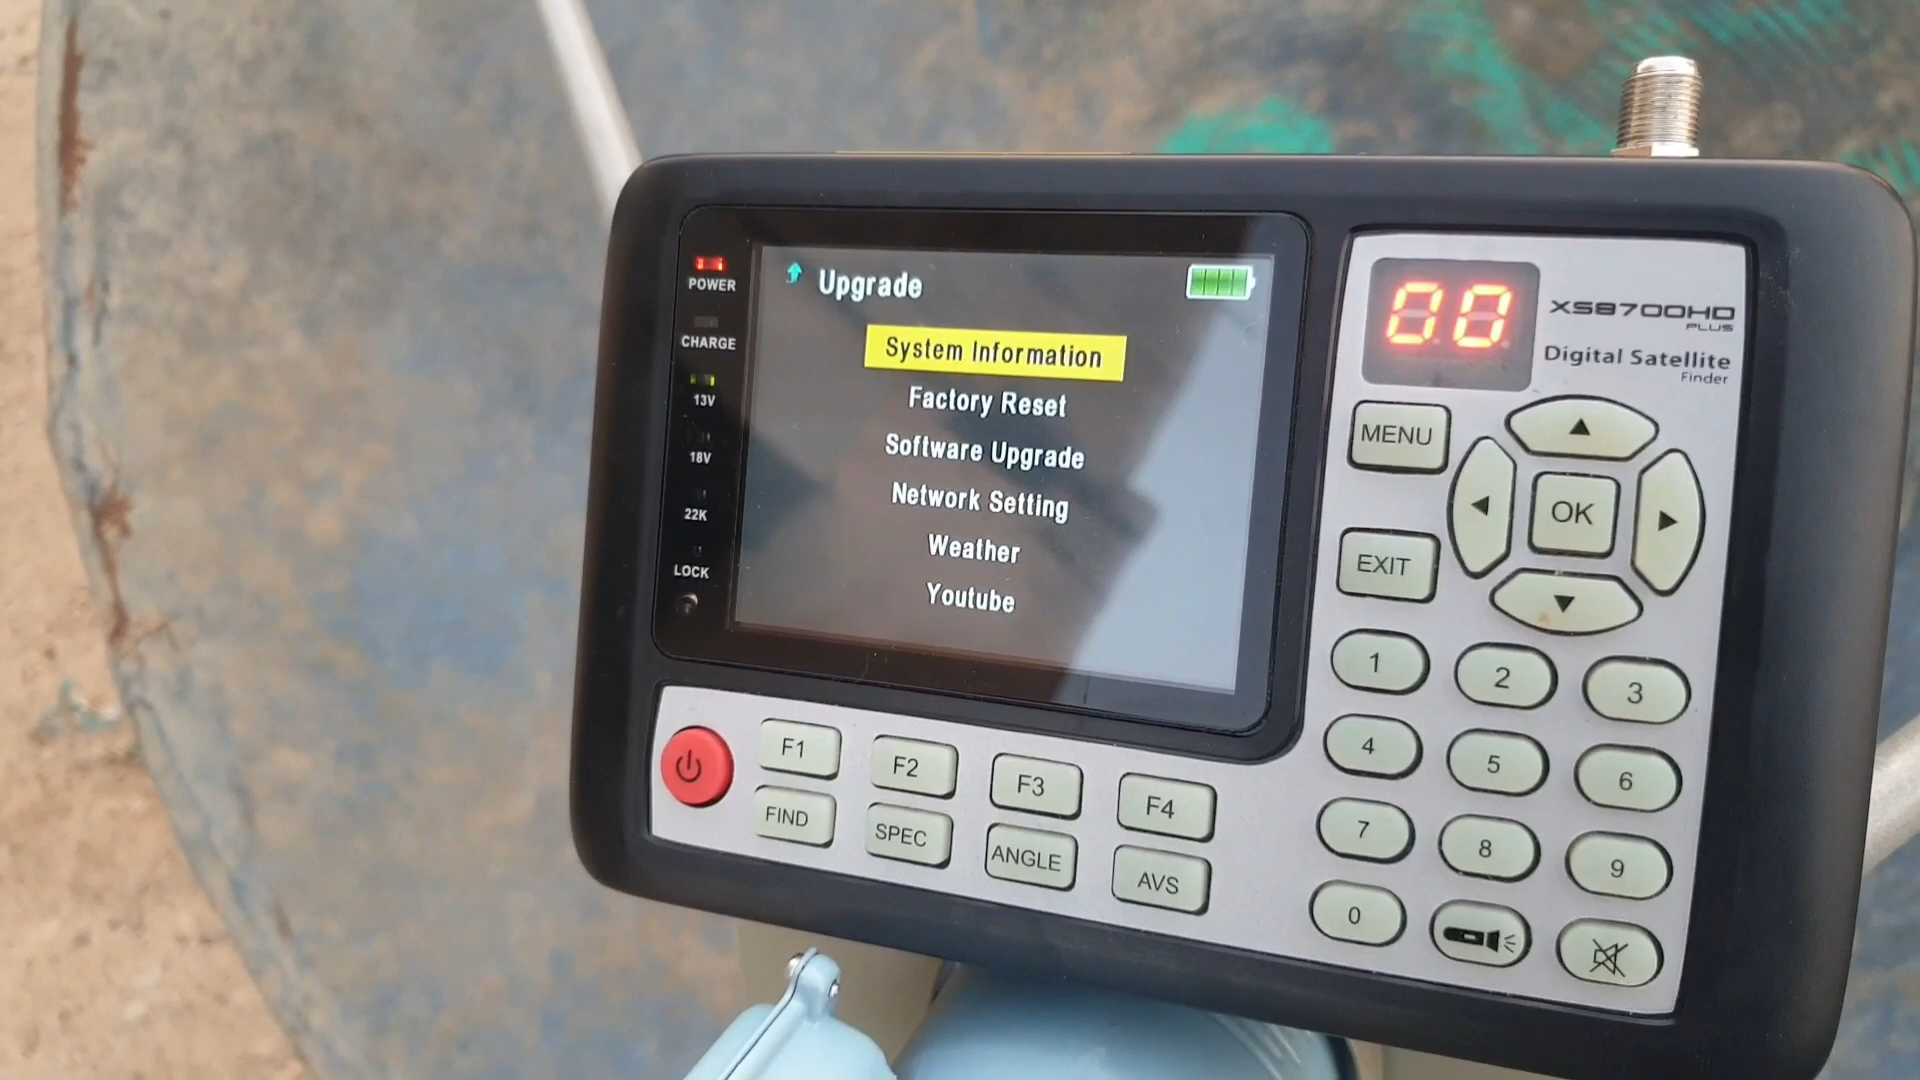 Upgrade
System Information
Factory Reset
Software Upgrade
Network Setting
Weather
Youtube
POWER
CHARGE
13V
18V
22K
LOCK
00
XS8700HD
PLUS
Digital Satellite
Finder
MENU
OK
EXIT
1 2 3
4 5 6
7 8 9
0
F1 F2 F3 F4
FIND SPEC ANGLE AVS